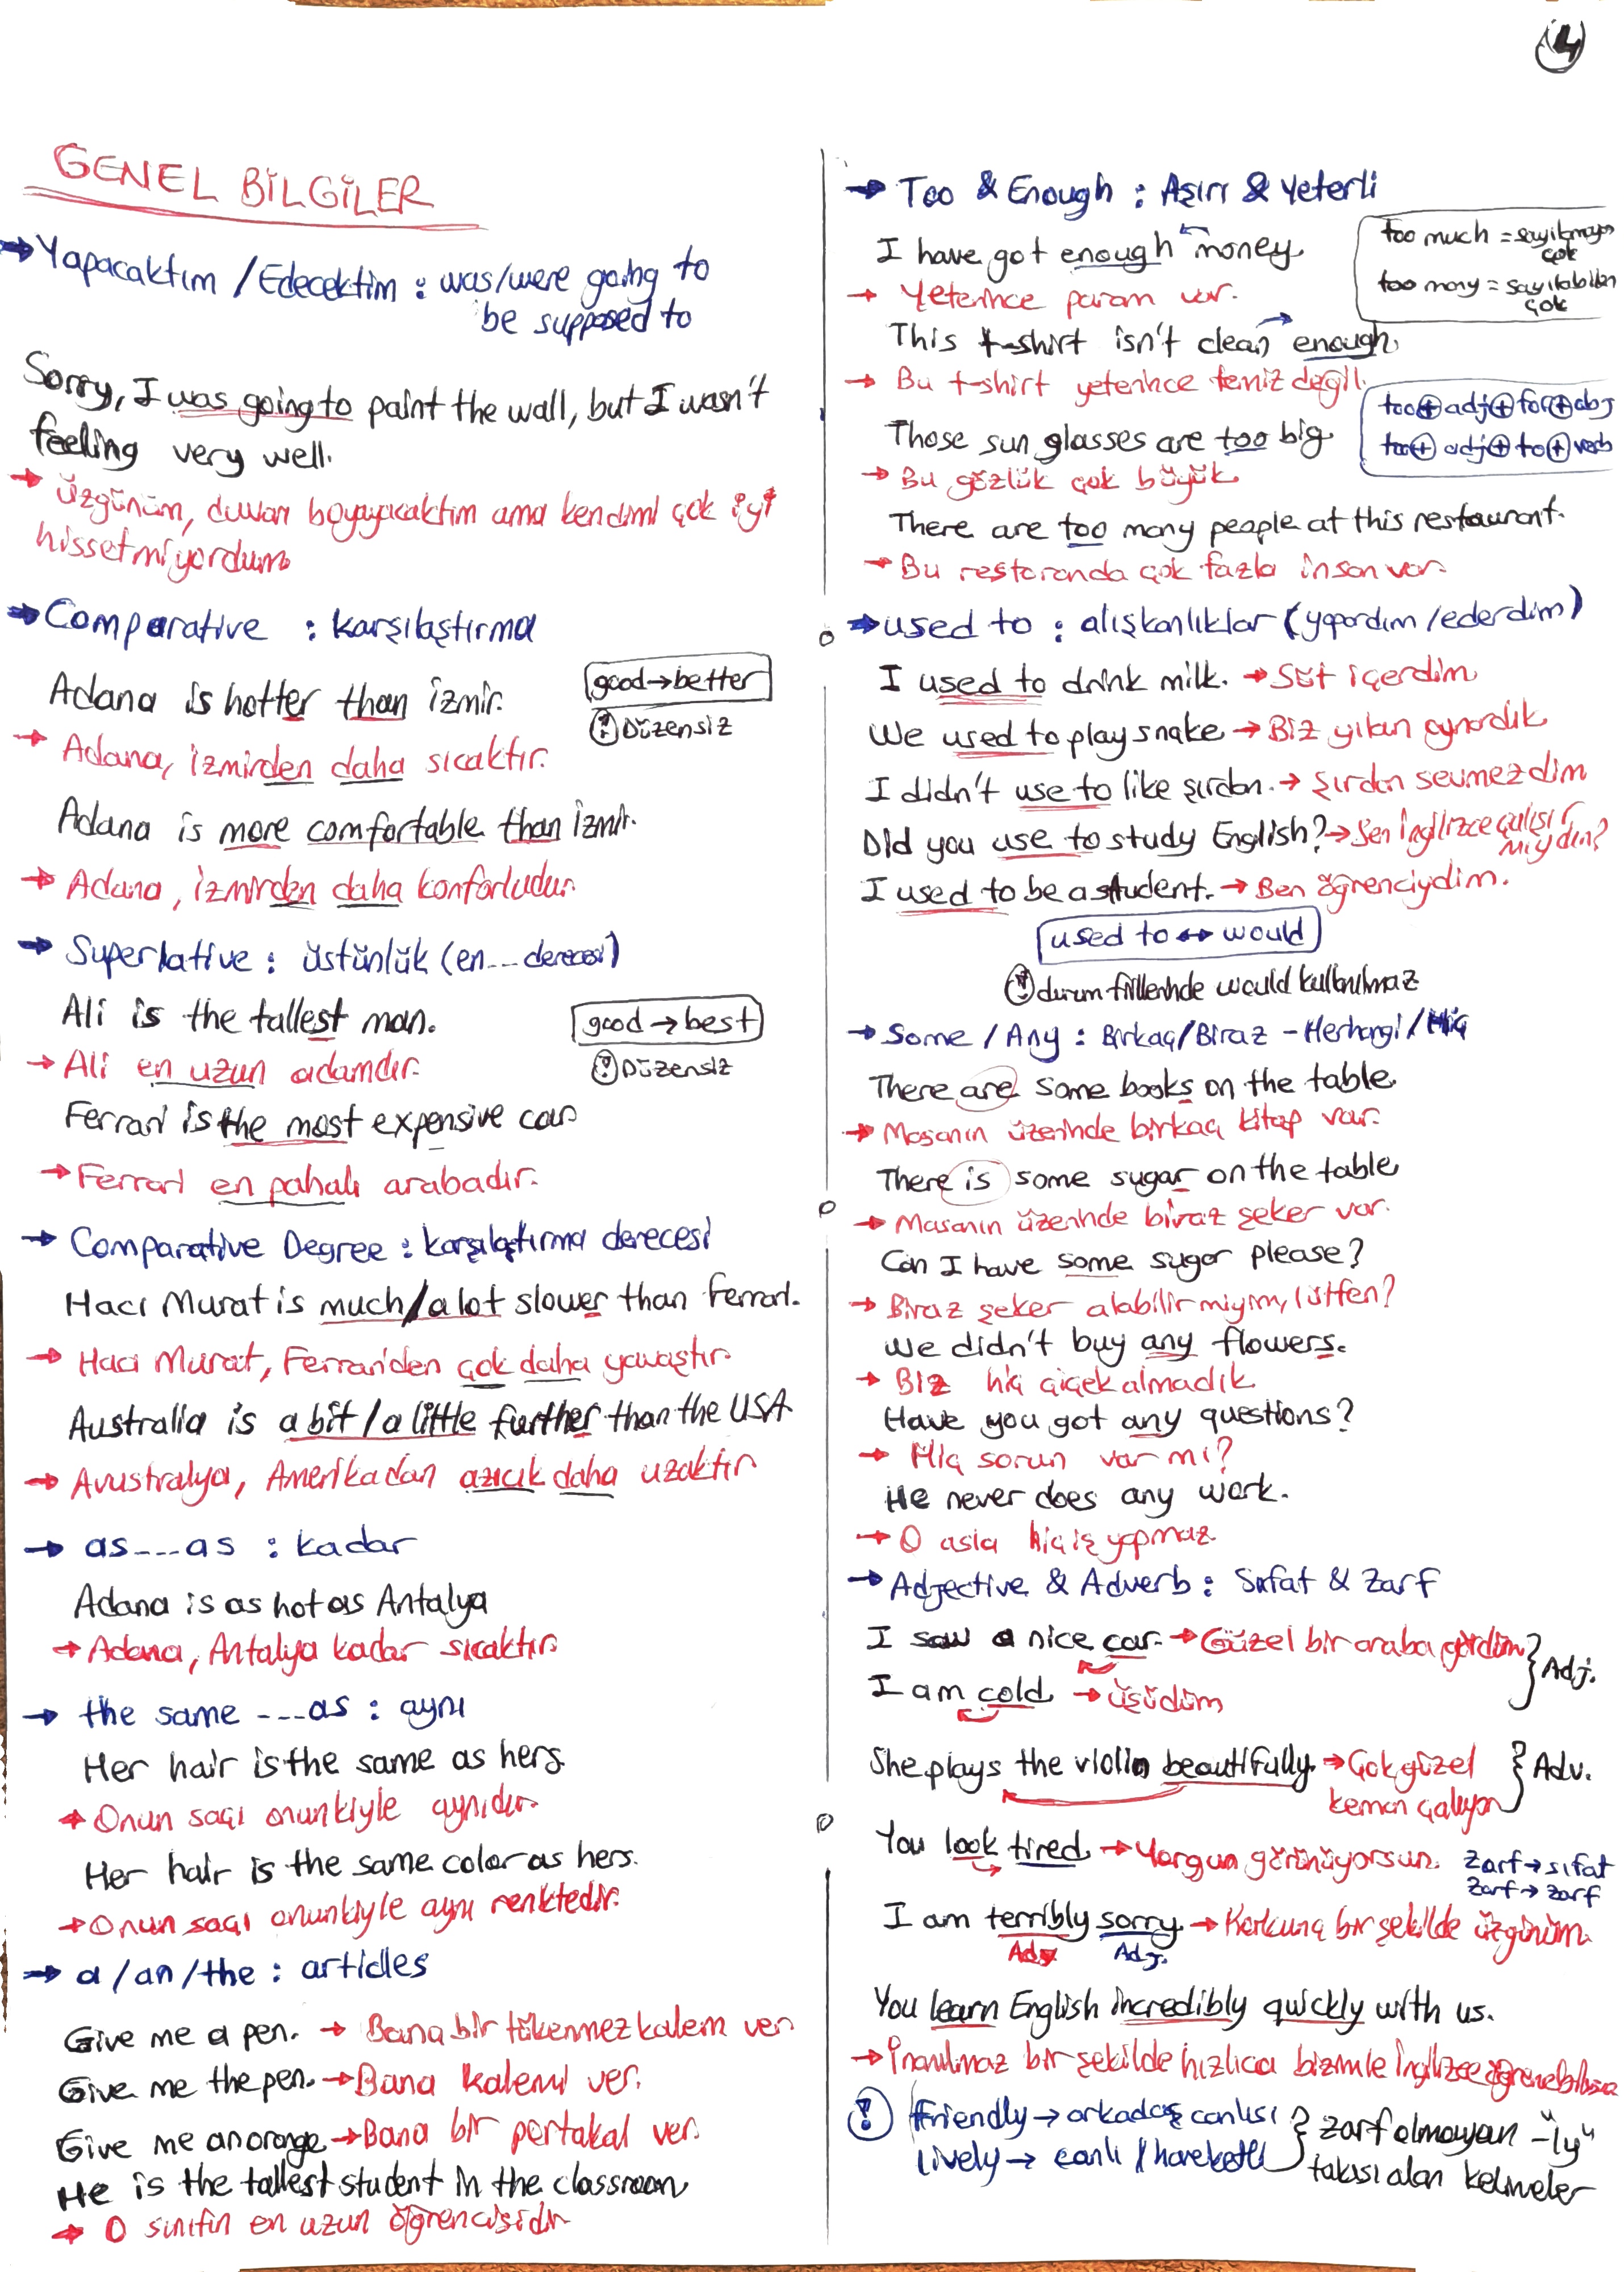 4
GENEL BİLGİLER
→ Yapacaktım / Edecektim : was/were going to
be supposed to
Sorry, I was going to paint the wall, but I wasn't
feeling very well.
→ Üzgünüm, duvarı boyayacaktım ama kendimi çok iyi
hissetmiyordum
→ Comparative : karşılaştırma
Adana is hotter than izmir.
good → better
! Düzensiz
→ Adana, izmirden daha sıcaktır.
Adana is more comfortable than izmir.
→ Adana, izmirden daha konforludur.
→ Superlative : üstünlük (en --- derecesi)
Ali is the tallest man.
good → best
! Düzensiz
→ Ali en uzun adamdır.
Ferrari is the most expensive car
→ Ferrari en pahalı arabadır.
→ Comparative Degree : karşılaştırma derecesi
Hacı Murat is much/a lot slower than Ferrari.
→ Hacı Murat, Ferrari'den çok daha yavaştır
Australia is a bit / a little further than the USA
→ Avustralya, Amerikadan azıcık daha uzaktır
→ as --- as : kadar
Adana is as hot as Antalya
→ Adana, Antalya kadar sıcaktır.
→ the same --- as : aynı
Her hair is the same as hers
→ Onun saçı onunkiyle aynıdır.
Her hair is the same color as hers.
→ Onun saçı onunkiyle aynı renktedir.
→ a / an / the : articles
Give me a pen. → Bana bir tükenmez kalem ver
Give me the pen. → Bana kalemi ver.
Give me an orange → Bana bir portakal ver.
He is the tallest student in the classroom
→ O sınıfın en uzun öğrencisidir
→ Too & Enough : Aşırı & Yeterli
I have got enough money.
too much = sayılamayan
çok
too many = sayılabilen
çok
→ Yeterince param var.
This t-shirt isn't clean enough.
→ Bu t-shirt yeterince temiz değil.
too + adj + for + obj
too + adj + to + verb
Those sun glasses are too big
→ Bu gözlük çok büyük
There are too many people at this restaurant.
→ Bu restoranda çok fazla insan var.
→ used to : alışkanlıklar (yapardım / ederdim)
I used to drink milk. → Süt içerdim
We used to play snake → Biz yılan oynardık
I didn't use to like şırdan. → Şırdan sevmezdim
Did you use to study English? → Sen İngilizce çalışır
mıydın?
I used to be a student. → Ben öğrenciydim.
used to ↔ would
! durum fiillerinde would kullanılmaz
→ Some / Any : Birkaç/Biraz - Herhangi/Hiç
There are some books on the table
→ Masanın üzerinde birkaç kitap var.
There is some sugar on the table
→ Masanın üzerinde biraz şeker var.
Can I have some sugar please?
→ Biraz şeker alabilir miyim, lütfen?
We didn't buy any flowers.
→ Biz hiç çiçek almadık
Have you got any questions?
→ Hiç sorun var mı?
He never does any work.
→ O asla hiç iş yapmaz
→ Adjective & Adverb : Sıfat & Zarf
I saw a nice car. → Güzel bir araba gördüm
I am cold → üşüdüm
} Adj.
She plays the violin beautifully → Çok güzel
keman çalıyor
} Adv.
You look tired → Yorgun görünüyorsun.
zarf → sıfat
zarf → zarf
I am terribly sorry → Korkunç bir şekilde üzgünüm.
Adj.
You learn English incredibly quickly with us.
→ İnanılmaz bir şekilde hızlıca bizimle İngilizce öğrenebilirsin
! Friendly → arkadaş canlısı
Lively → canlı / hareketli
} zarf olmayan -"ly"
takısı alan kelimeler